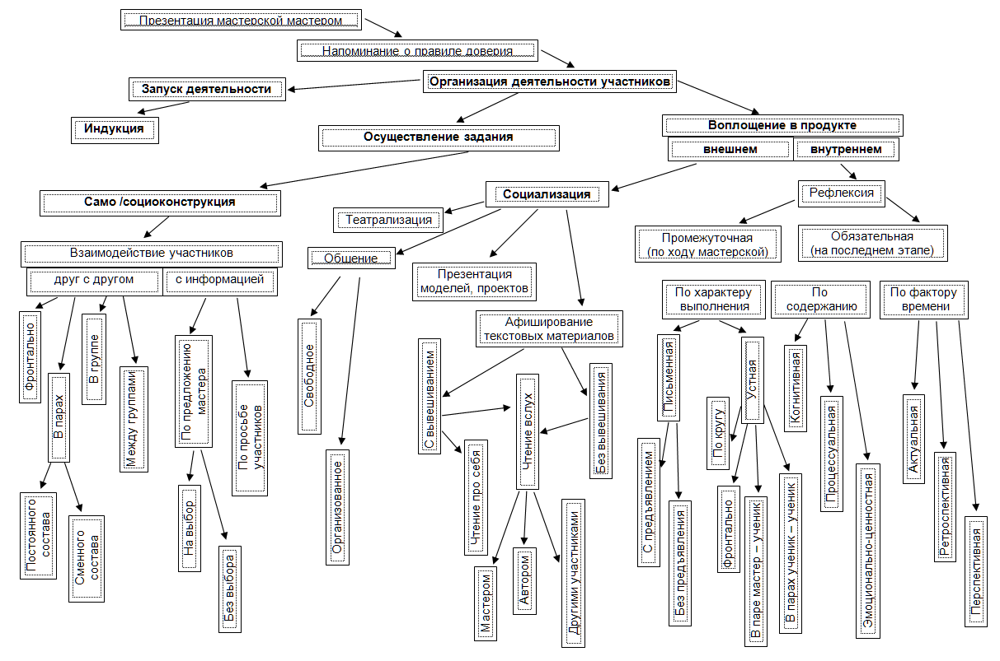 Презентация мастерской мастером
Напоминание о правиле доверия
Организация деятельности участников
Запуск деятельности
Индукция
Осуществление задания
Воплощение в продукте
внешнем
внутреннем
Само /социоконструкция
Социализация
Рефлексия
Театрализация
Взаимодействие участников
друг с другом
с информацией
Общение
Презентация
моделей, проектов
Промежуточная
(по ходу мастерской)
Обязательная
(на последнем этапе)
Афиширование
текстовых материалов
По характеру
выполнения
По
содержанию
По фактору
времени
Фронтально
В парах
В группе
Между группами
По предложению
мастера
По просьбе
участников
Постоянного
состава
Сменного
состава
На выбор
Без выбора
Свободное
Организованное
С вывешиванием
Чтение вслух
Без вывешивания
Чтение про себя
Мастером
Автором
Другими участниками
Письменная
Устная
С предъявлением
Без предъявления
По кругу
Фронтально
В паре мастер – ученик
В парах ученик – ученик
Когнитивная
Процессуальная
Эмоционально-ценностная
Актуальная
Ретроспективная
Перспективная